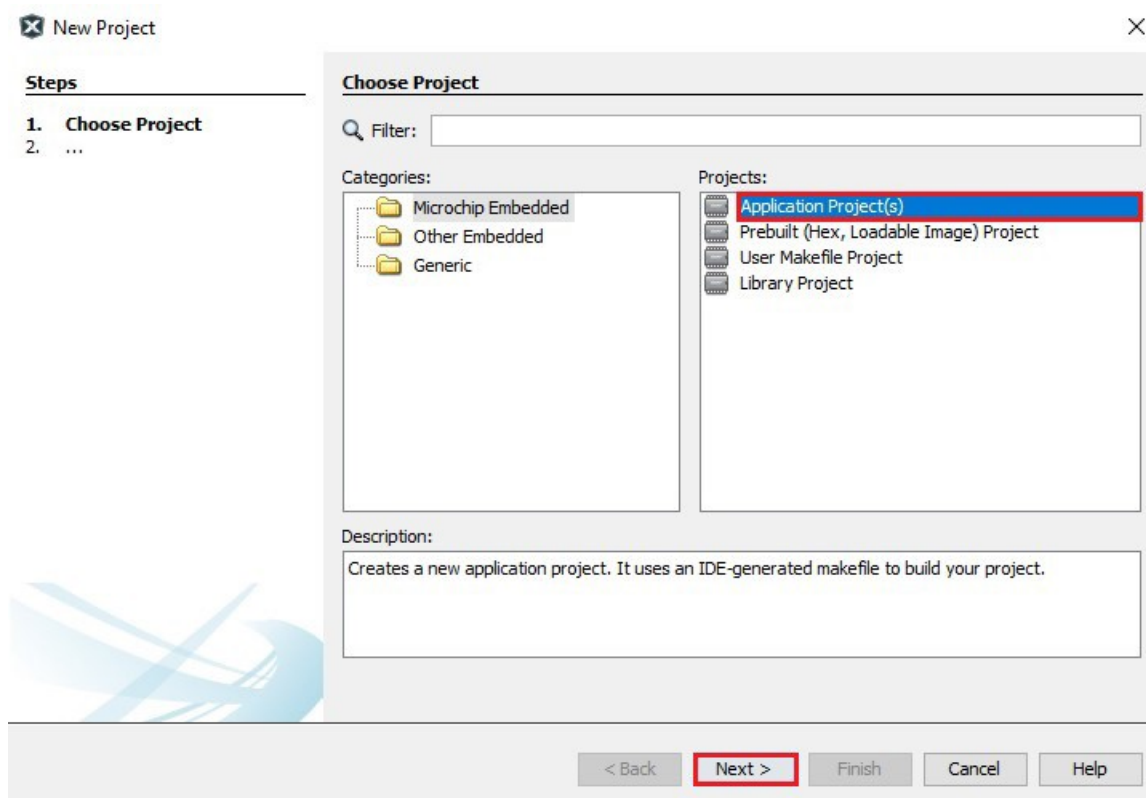 New Project
Steps
1. Choose Project
2. ...
Choose Project
Filter:
Categories:
Microchip Embedded
Other Embedded
Generic
Projects:
Application Project(s)
Prebuilt (Hex, Loadable Image) Project
User Makefile Project
Library Project
Description:
Creates a new application project. It uses an IDE-generated makefile to build your project.
< Back
Next >
Finish
Cancel
Help